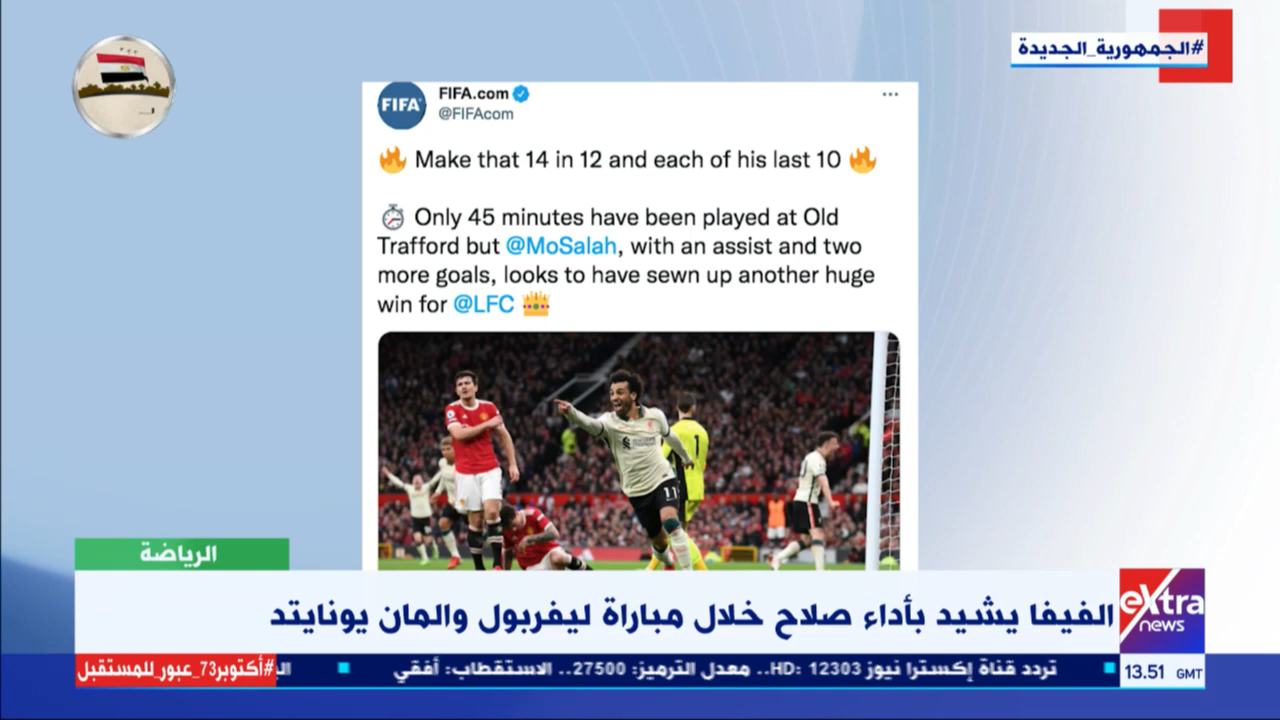 #الجمهورية_الجديدة
FIFA
FIFA.com
@FIFAcom
🔥 Make that 14 in 12 and each of his last 10 🔥
⏱ Only 45 minutes have been played at Old
Trafford but @MoSalah, with an assist and two
more goals, looks to have sewn up another huge
win for @LFC 👑
1
11
الرياضة
الفيفا يشيد بأداء صلاح خلال مباراة ليفربول والمان يونايتد
extra
news
تردد قناة إكسترا نيوز HD: 12303.. معدل الترميز: 27500.. الاستقطاب: أفقي
#أكتوبر73_عبور_للمستقبل
13.51 GMT